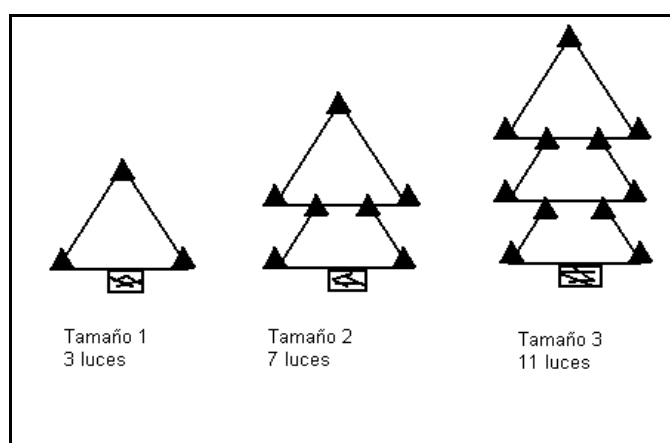 Tamaño 1
3 luces
Tamaño 2
7 luces
Tamaño 3
11 luces